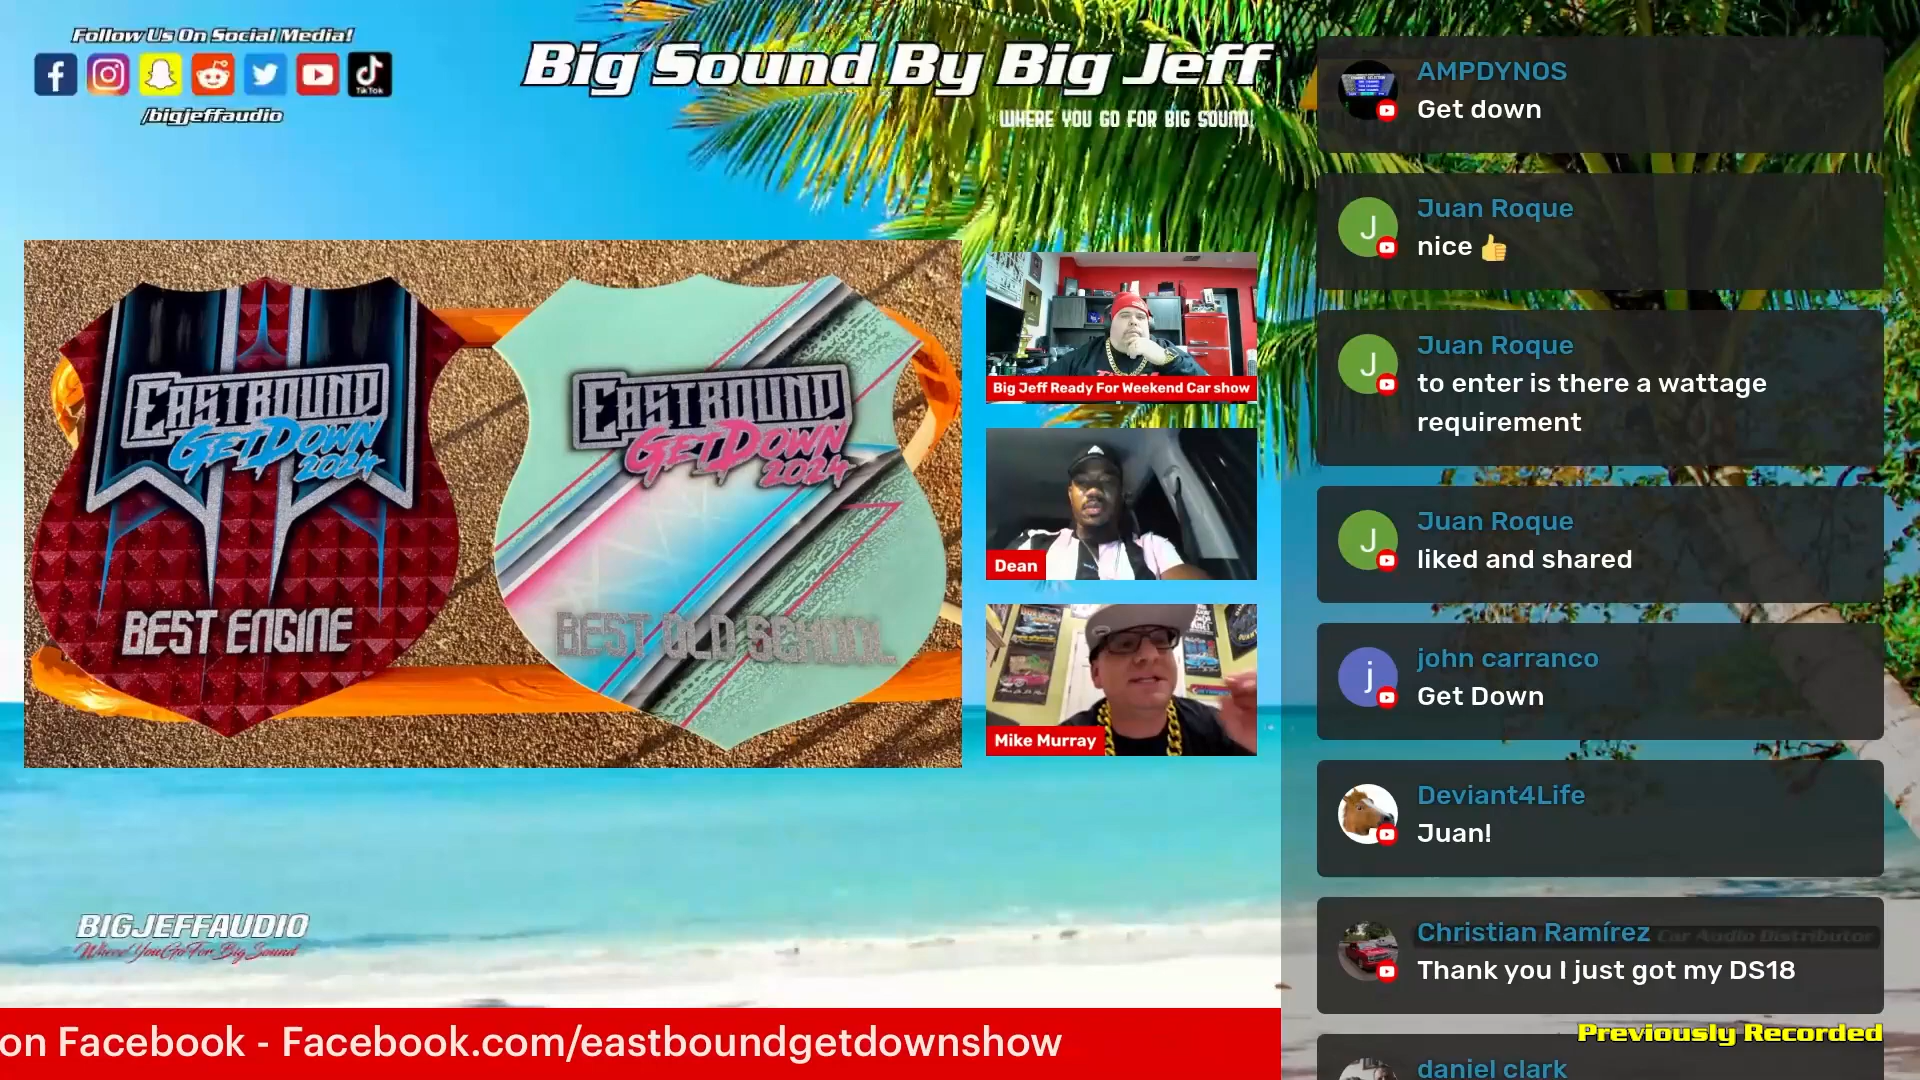 Follow Us On Social Media!
TikTok
/bigjeffaudio
Big Sound By Big Jeff
WHERE YOU GO FOR BIG SOUND!
EASTBOUND
GETDOWN
2024
BEST ENGINE
EASTBOUND
GETDOWN
2024
BEST OLD SCHOOL
Big Jeff Ready For Weekend Car show
Dean
Mike Murray
BIGJEFFAUDIO
Where You Go For Big Sound
on Facebook - Facebook.com/eastboundgetdownshow
AMPDYNOS
Get down
J
Juan Roque
nice 👍
J
Juan Roque
to enter is there a wattage
requirement
J
Juan Roque
liked and shared
j
john carranco
Get Down
Deviant4Life
Juan!
Christian Ramírez
Car Audio Distributor
Thank you I just got my DS18
Previously Recorded
daniel clark